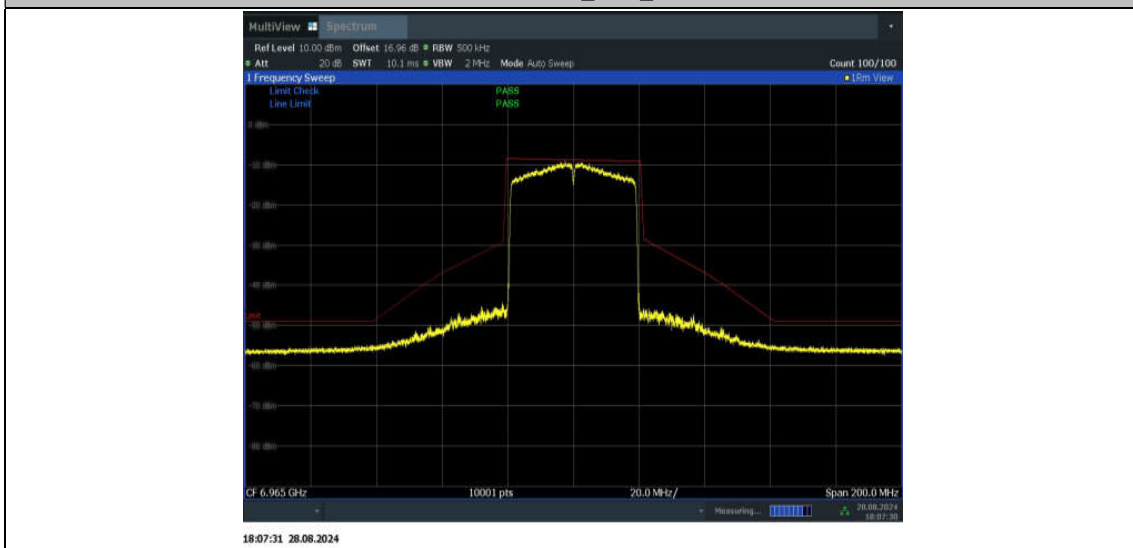 MultiView Spectrum
Ref Level 10.00 dBm Offset 16.96 dB RBW 500 kHz
Att 20 dB SWT 10.1 ms VBW 2 MHz Mode Auto Sweep Count 100/100
1 Frequency Sweep 1Rm View
Limit Check PASS
Line Limit PASS
0 dBm
-10 dBm
-20 dBm
-30 dBm
-40 dBm
-50 dBm
-60 dBm
-70 dBm
-80 dBm
CF 6.965 GHz 10001 pts 20.0 MHz/ Span 200.0 MHz
Measuring... 28.08.2024
18:07:30
18:07:31 28.08.2024